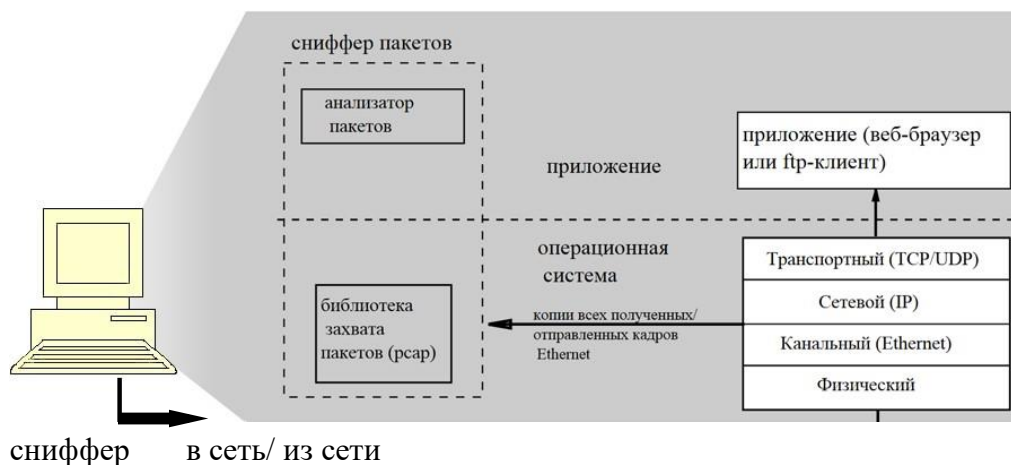 сниффер пакетов
анализатор
пакетов
приложение
приложение (веб-браузер
или ftp-клиент)
операционная
система
библиотека
захвата
пакетов (pcap)
копии всех полученных/
отправленных кадров
Ethernet
Транспортный (TCP/UDP)
Сетевой (IP)
Канальный (Ethernet)
Физический
сниффер в сеть/ из сети